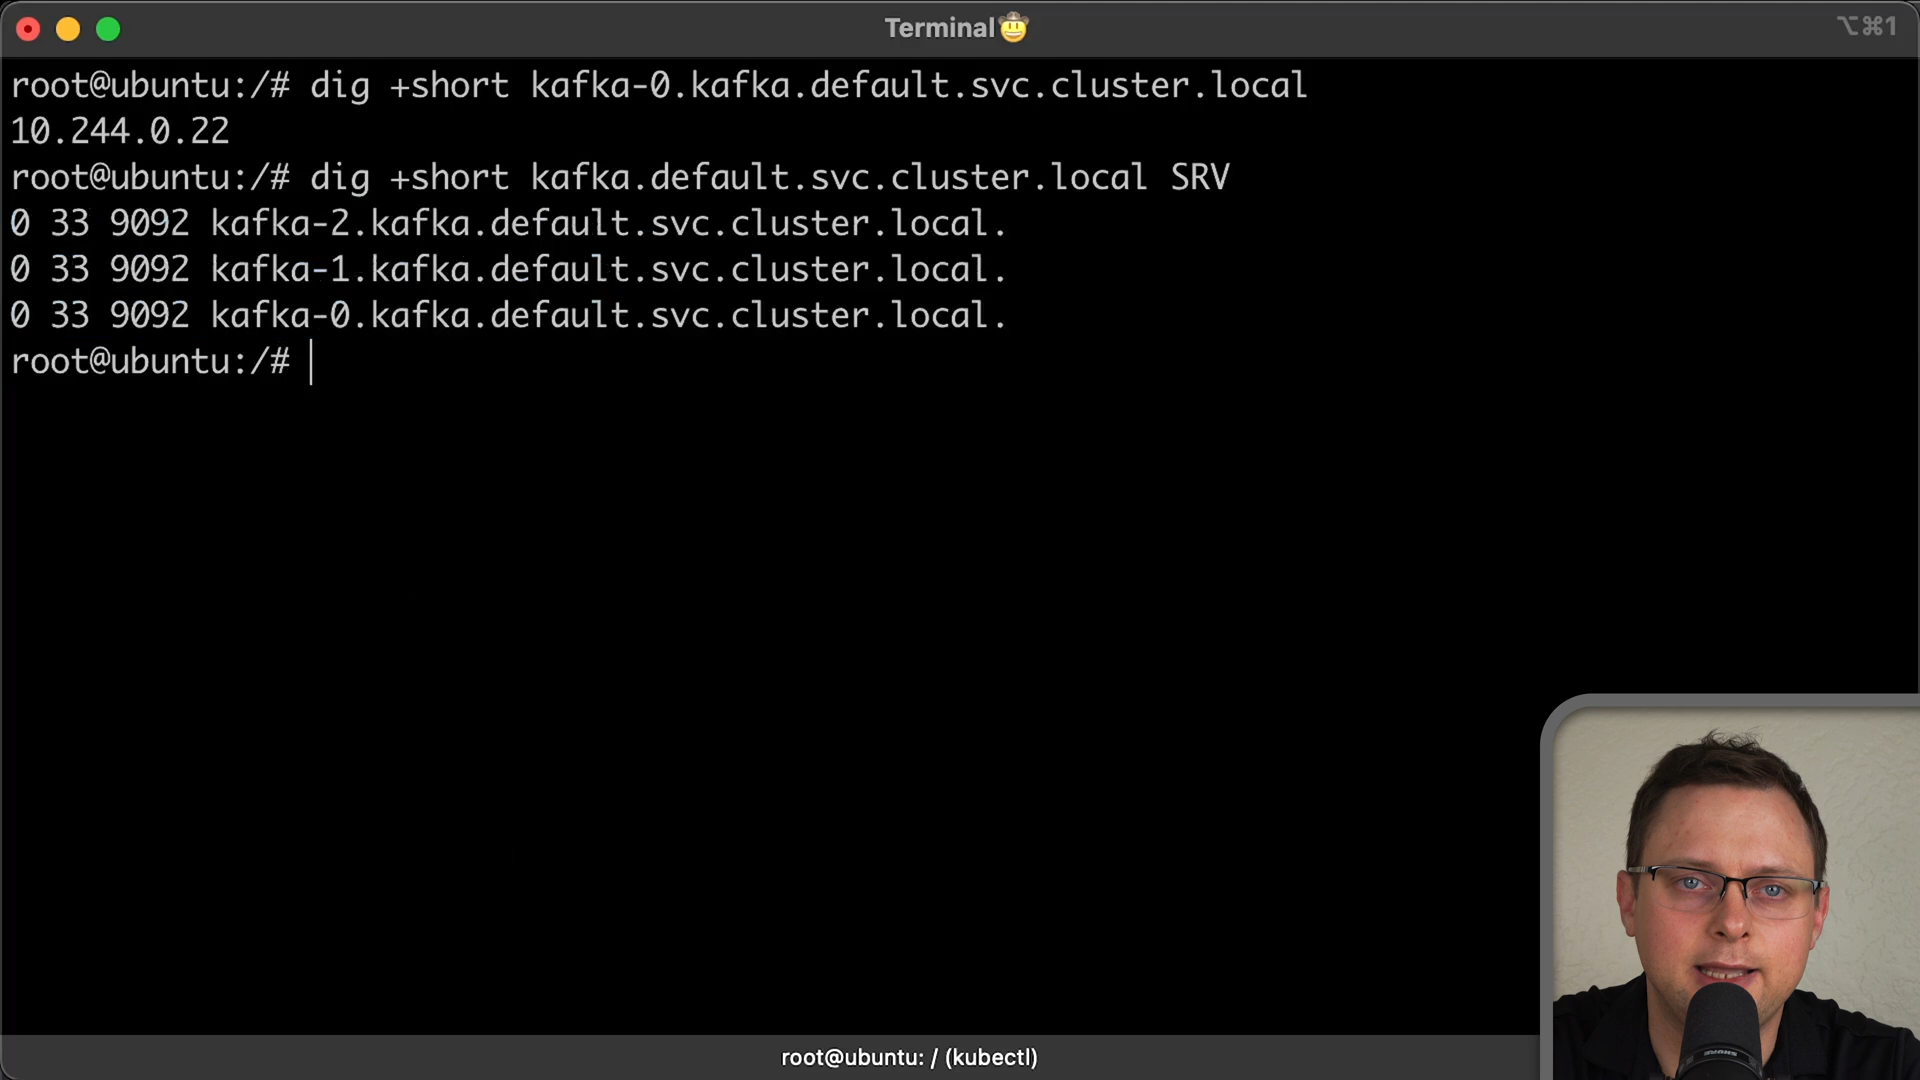 Terminal🤠
⌥⌘1
root@ubuntu:/# dig +short kafka-0.kafka.default.svc.cluster.local
10.244.0.22
root@ubuntu:/# dig +short kafka.default.svc.cluster.local SRV
0 33 9092 kafka-2.kafka.default.svc.cluster.local.
0 33 9092 kafka-1.kafka.default.svc.cluster.local.
0 33 9092 kafka-0.kafka.default.svc.cluster.local.
root@ubuntu:/#
SHURE
root@ubuntu: / (kubectl)